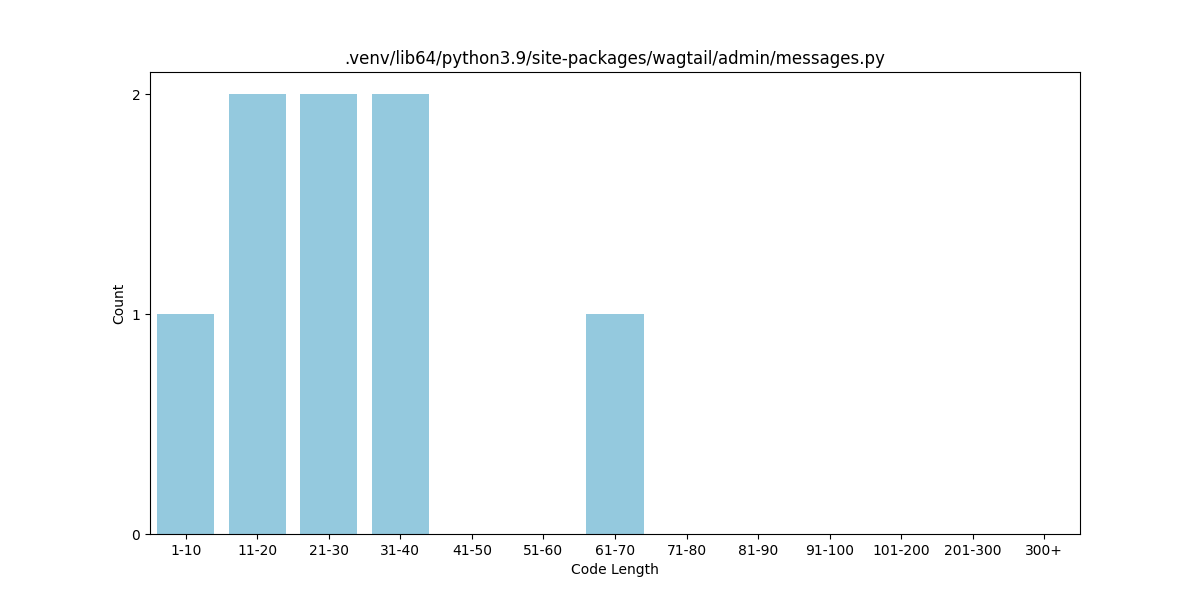 .venv/lib64/python3.9/site-packages/wagtail/admin/messages.py
Count
2
1
0
1-10 11-20 21-30 31-40 41-50 51-60 61-70 71-80 81-90 91-100 101-200 201-300 300+
Code Length